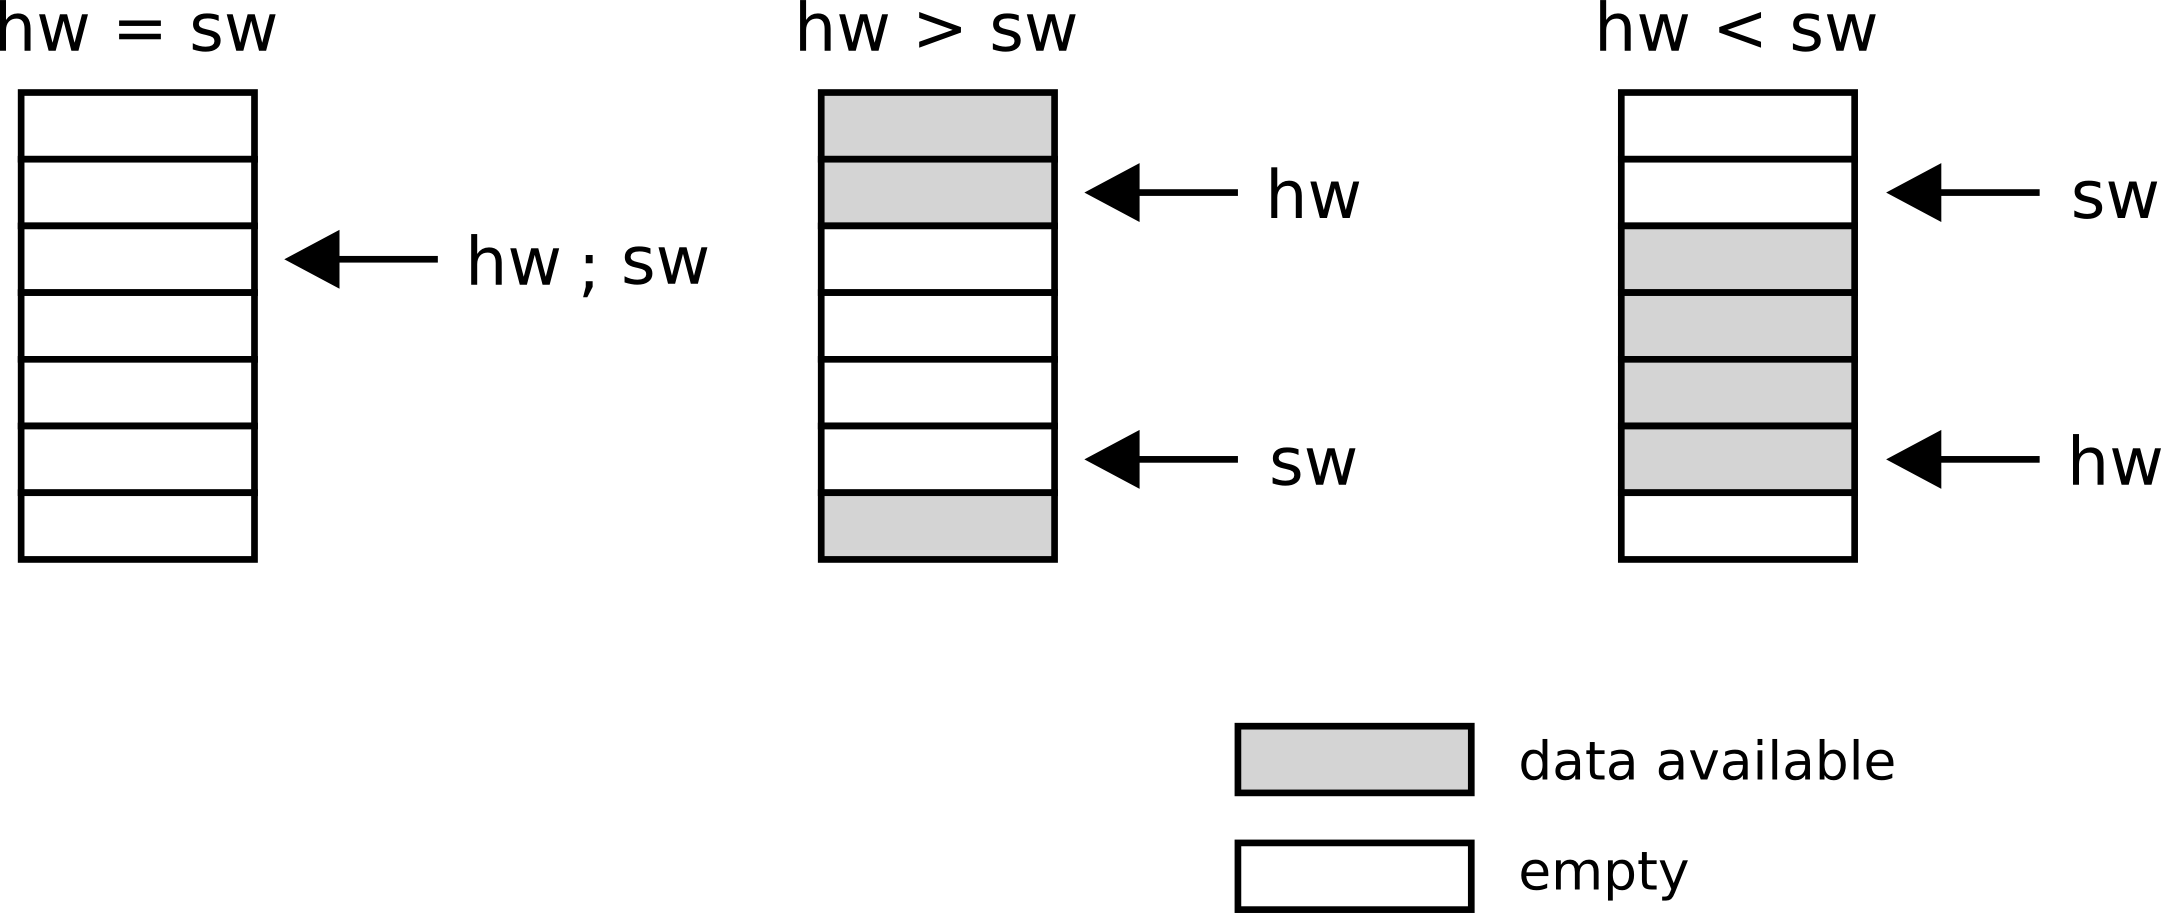 hw = sw
hw > sw
hw < sw
hw ; sw
hw
sw
sw
hw
data available
empty